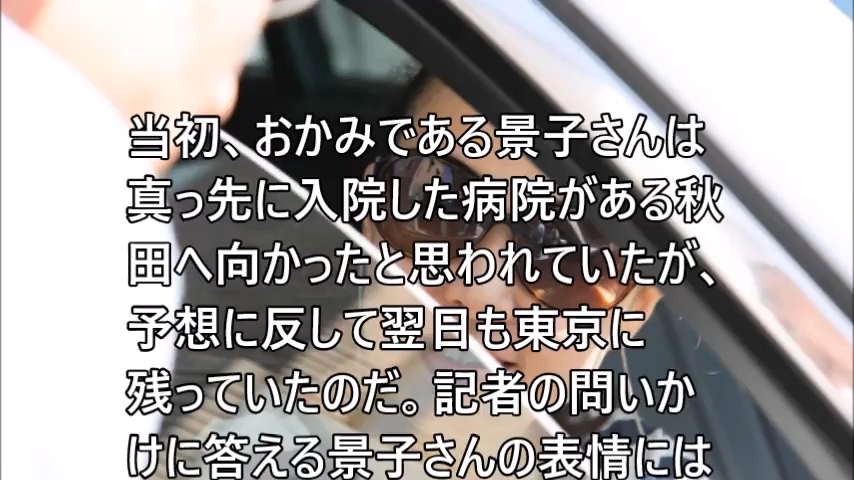 当初、おかみである景子さんは
真っ先に入院した病院がある秋
田へ向かったと思われていたが、
予想に反して翌日も東京に
残っていたのだ。記者の問いか
けに答える景子さんの表情には